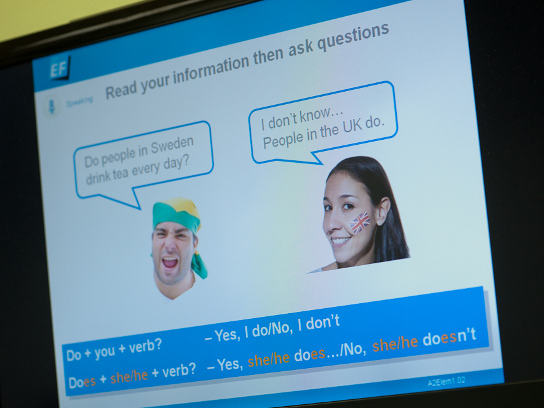 EF
Speaking
Read your information then ask questions
Do people in Sweden
drink tea every day?
I don't know...
People in the UK do.
Do + you + verb? – Yes, I do/No, I don't
Does + she/he + verb? – Yes, she/he does.../No, she/he doesn't
A2Elem1.02